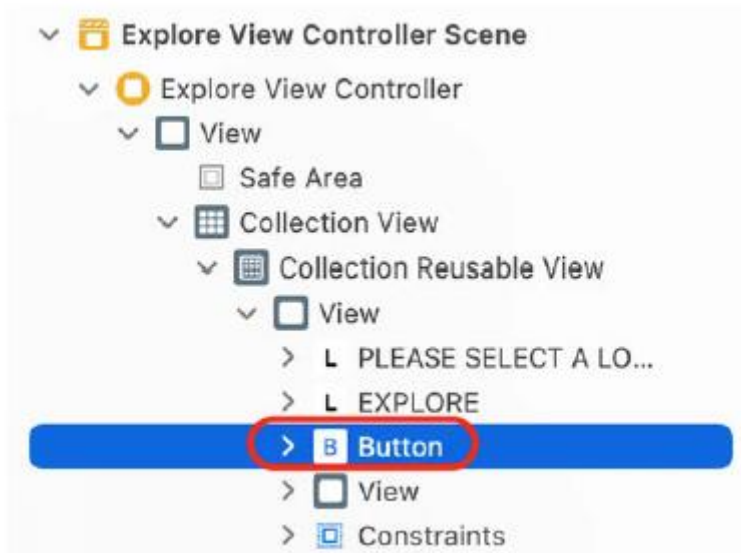 Explore View Controller Scene
Explore View Controller
View
Safe Area
Collection View
Collection Reusable View
View
L PLEASE SELECT A LO...
L EXPLORE
B Button
View
Constraints